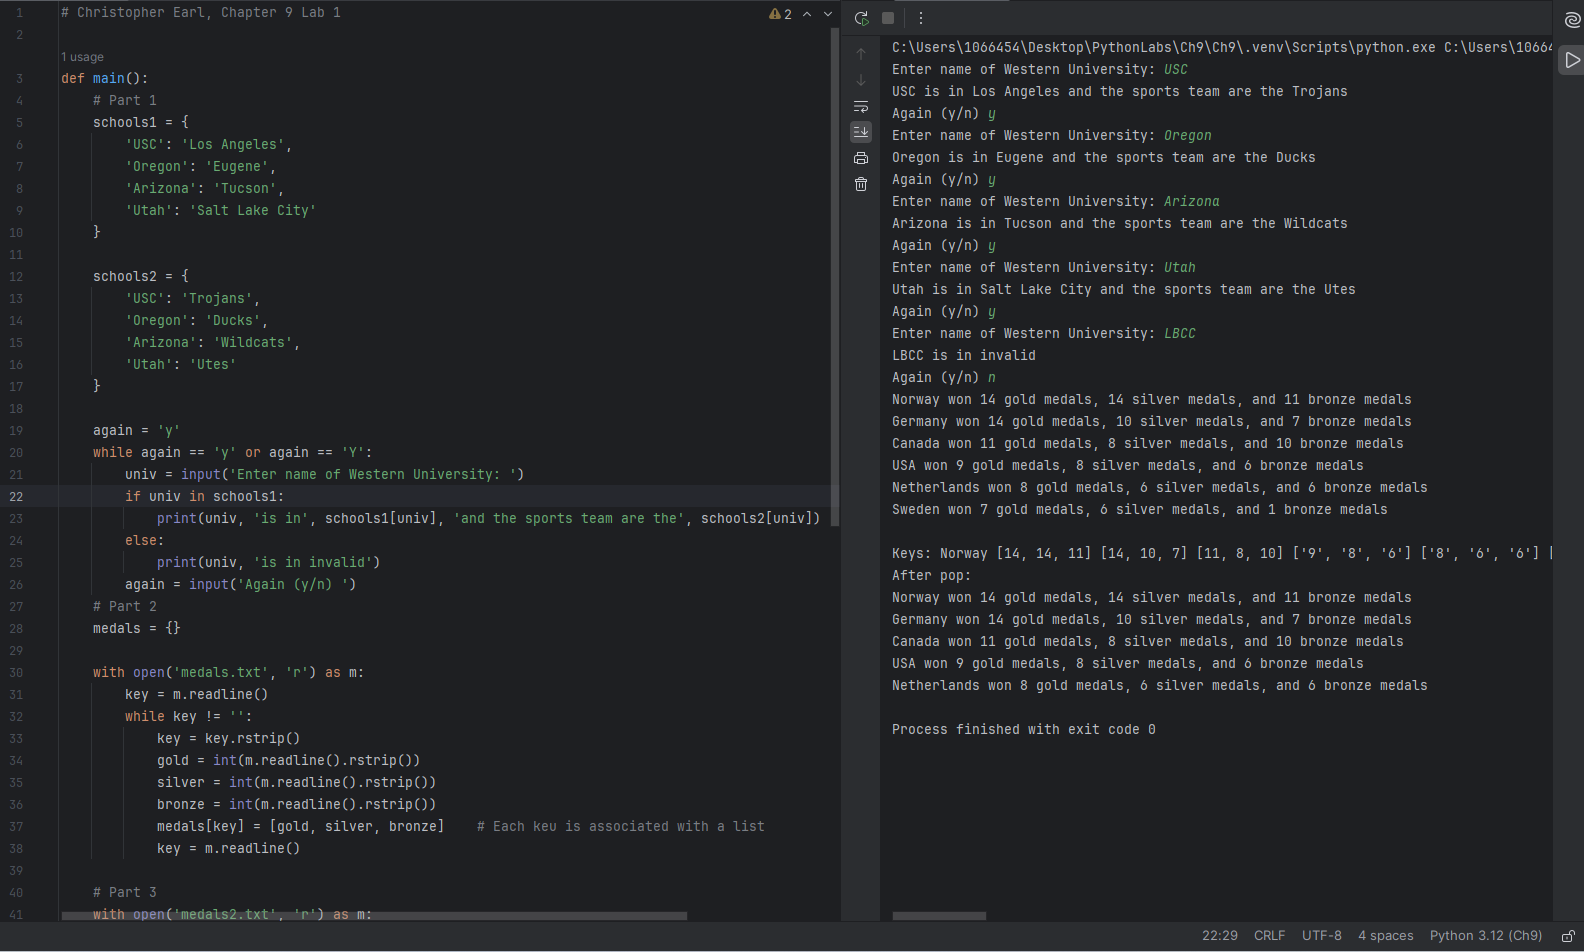 1 # Christopher Earl, Chapter 9 Lab 1
2
2
1 usage
3 def main():
4 # Part 1
5 schools1 = {
6 'USC': 'Los Angeles',
7 'Oregon': 'Eugene',
8 'Arizona': 'Tucson',
9 'Utah': 'Salt Lake City'
10 }
11
12 schools2 = {
13 'USC': 'Trojans',
14 'Oregon': 'Ducks',
15 'Arizona': 'Wildcats',
16 'Utah': 'Utes'
17 }
18
19 again = 'y'
20 while again == 'y' or again == 'Y':
21 univ = input('Enter name of Western University: ')
22 if univ in schools1:
23 print(univ, 'is in', schools1[univ], 'and the sports team are the', schools2[univ])
24 else:
25 print(univ, 'is in invalid')
26 again = input('Again (y/n) ')
27 # Part 2
28 medals = {}
29
30 with open('medals.txt', 'r') as m:
31 key = m.readline()
32 while key != '':
33 key = key.rstrip()
34 gold = int(m.readline().rstrip())
35 silver = int(m.readline().rstrip())
36 bronze = int(m.readline().rstrip())
37 medals[key] = [gold, silver, bronze] # Each keu is associated with a list
38 key = m.readline()
39
40 # Part 3
41 with open('medals2.txt', 'r') as m:
C:\Users\1066454\Desktop\PythonLabs\Ch9\Ch9\.venv\Scripts\python.exe C:\Users\10664
Enter name of Western University: USC
USC is in Los Angeles and the sports team are the Trojans
Again (y/n) y
Enter name of Western University: Oregon
Oregon is in Eugene and the sports team are the Ducks
Again (y/n) y
Enter name of Western University: Arizona
Arizona is in Tucson and the sports team are the Wildcats
Again (y/n) y
Enter name of Western University: Utah
Utah is in Salt Lake City and the sports team are the Utes
Again (y/n) y
Enter name of Western University: LBCC
LBCC is in invalid
Again (y/n) n
Norway won 14 gold medals, 14 silver medals, and 11 bronze medals
Germany won 14 gold medals, 10 silver medals, and 7 bronze medals
Canada won 11 gold medals, 8 silver medals, and 10 bronze medals
USA won 9 gold medals, 8 silver medals, and 6 bronze medals
Netherlands won 8 gold medals, 6 silver medals, and 6 bronze medals
Sweden won 7 gold medals, 6 silver medals, and 1 bronze medals
Keys: Norway [14, 14, 11] [14, 10, 7] [11, 8, 10] ['9', '8', '6'] ['8', '6', '6'] [
After pop:
Norway won 14 gold medals, 14 silver medals, and 11 bronze medals
Germany won 14 gold medals, 10 silver medals, and 7 bronze medals
Canada won 11 gold medals, 8 silver medals, and 10 bronze medals
USA won 9 gold medals, 8 silver medals, and 6 bronze medals
Netherlands won 8 gold medals, 6 silver medals, and 6 bronze medals
Process finished with exit code 0
22:29 CRLF UTF-8 4 spaces Python 3.12 (Ch9)